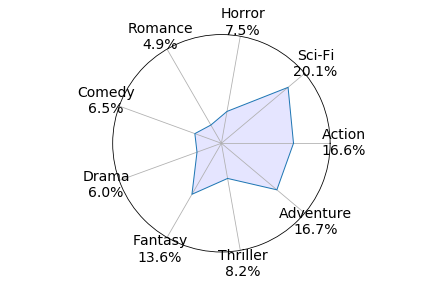 Horror
7.5%
Romance
4.9%
Sci-Fi
20.1%
Comedy
6.5%
Action
16.6%
Drama
6.0%
Adventure
16.7%
Fantasy
13.6%
Thriller
8.2%